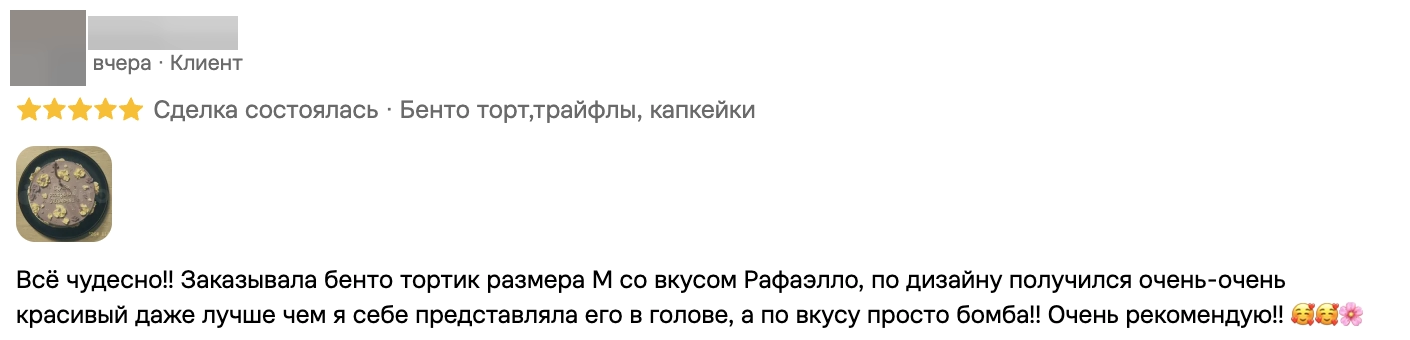 вчера · Клиент
Сделка состоялась · Бенто торт,трайфлы, капкейки
Всё чудесно!! Заказывала бенто тортик размера М со вкусом Рафаэлло, по дизайну получился очень-очень
красивый даже лучше чем я себе представляла его в голове, а по вкусу просто бомба!! Очень рекомендую!! 🥰🥰🌸